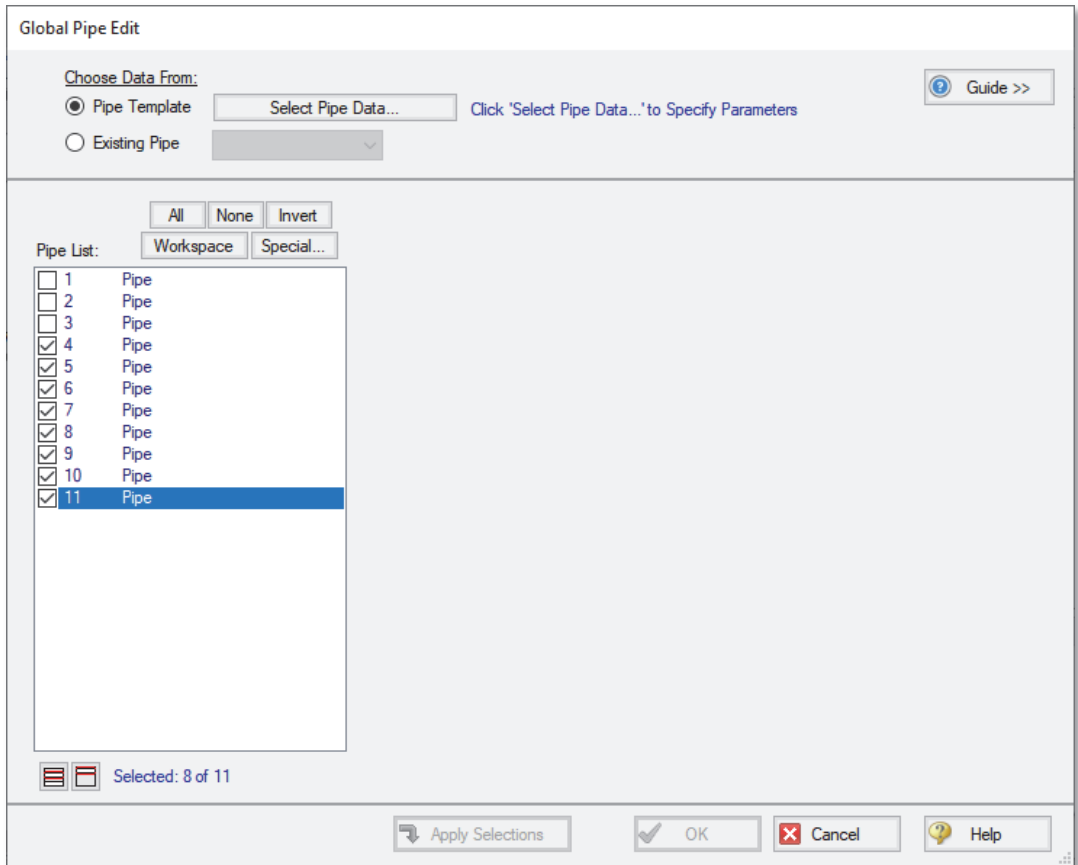 Global Pipe Edit
Choose Data From:
Pipe Template Select Pipe Data... Click 'Select Pipe Data...' to Specify Parameters Guide >>
Existing Pipe
All None Invert
Pipe List: Workspace Special...
1 Pipe
2 Pipe
3 Pipe
4 Pipe
5 Pipe
6 Pipe
7 Pipe
8 Pipe
9 Pipe
10 Pipe
11 Pipe
Selected: 8 of 11
Apply Selections OK Cancel Help